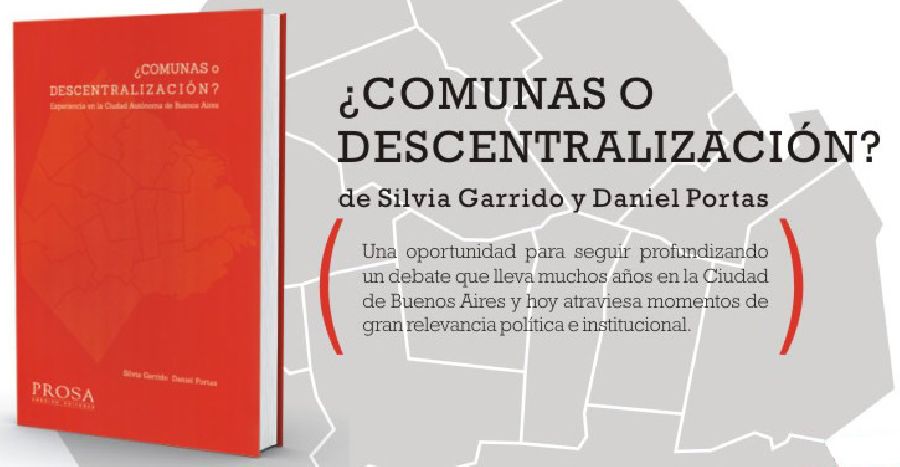 ¿COMUNAS o
DESCENTRALIZACIÓN?
Experiencia en la Ciudad Autónoma de Buenos Aires
Silvia Garrido Daniel Portas
PROSA
¿COMUNAS O
DESCENTRALIZACIÓN?
de Silvia Garrido y Daniel Portas
Una oportunidad para seguir profundizando
un debate que lleva muchos años en la Ciudad
de Buenos Aires y hoy atraviesa momentos de
gran relevancia política e institucional.